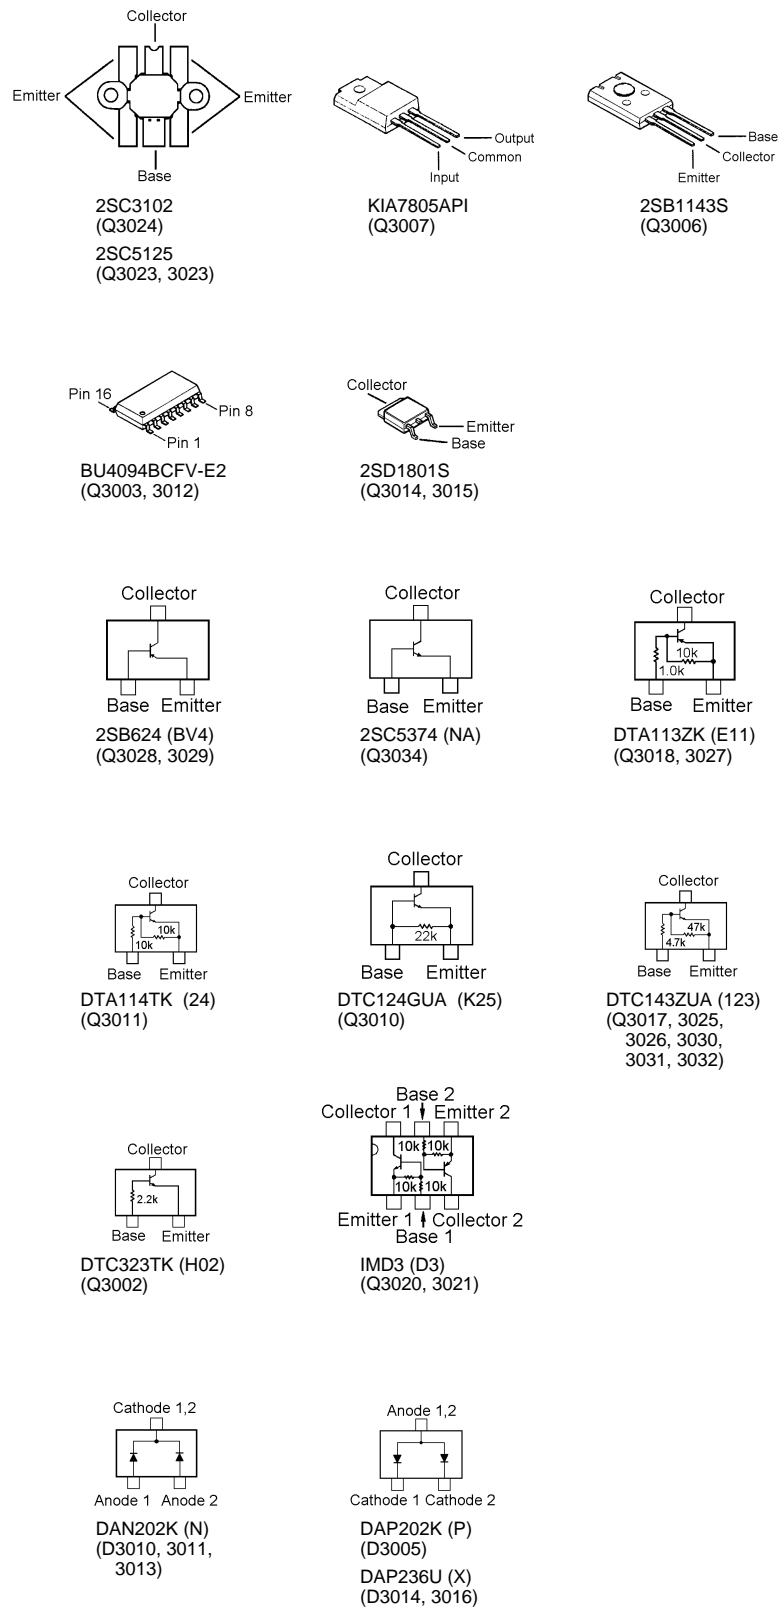 Collector
Emitter
Emitter
Base
2SC3102
(Q3024)
2SC5125
(Q3023, 3023)
Output
Common
Input
KIA7805API
(Q3007)
Base
Collector
Emitter
2SB1143S
(Q3006)
Pin 16
Pin 8
Pin 1
BU4094BCFV-E2
(Q3003, 3012)
Collector
Emitter
Base
2SD1801S
(Q3014, 3015)
Collector
Base Emitter
2SB624 (BV4)
(Q3028, 3029)
Collector
Base Emitter
2SC5374 (NA)
(Q3034)
Collector
10k
1.0k
Base Emitter
DTA113ZK (E11)
(Q3018, 3027)
Collector
10k
10k
Base Emitter
DTA114TK (24)
(Q3011)
Collector
22k
Base Emitter
DTC124GUA (K25)
(Q3010)
Collector
47k
4.7k
Base Emitter
DTC143ZUA (123)
(Q3017, 3025,
3026, 3030,
3031, 3032)
Collector
2.2k
Base Emitter
DTC323TK (H02)
(Q3002)
Base 2
Collector 1 Emitter 2
10k 10k
10k 10k
Emitter 1 Collector 2
Base 1
IMD3 (D3)
(Q3020, 3021)
Cathode 1,2
Anode 1 Anode 2
DAN202K (N)
(D3010, 3011,
3013)
Anode 1,2
Cathode 1 Cathode 2
DAP202K (P)
(D3005)
DAP236U (X)
(D3014, 3016)